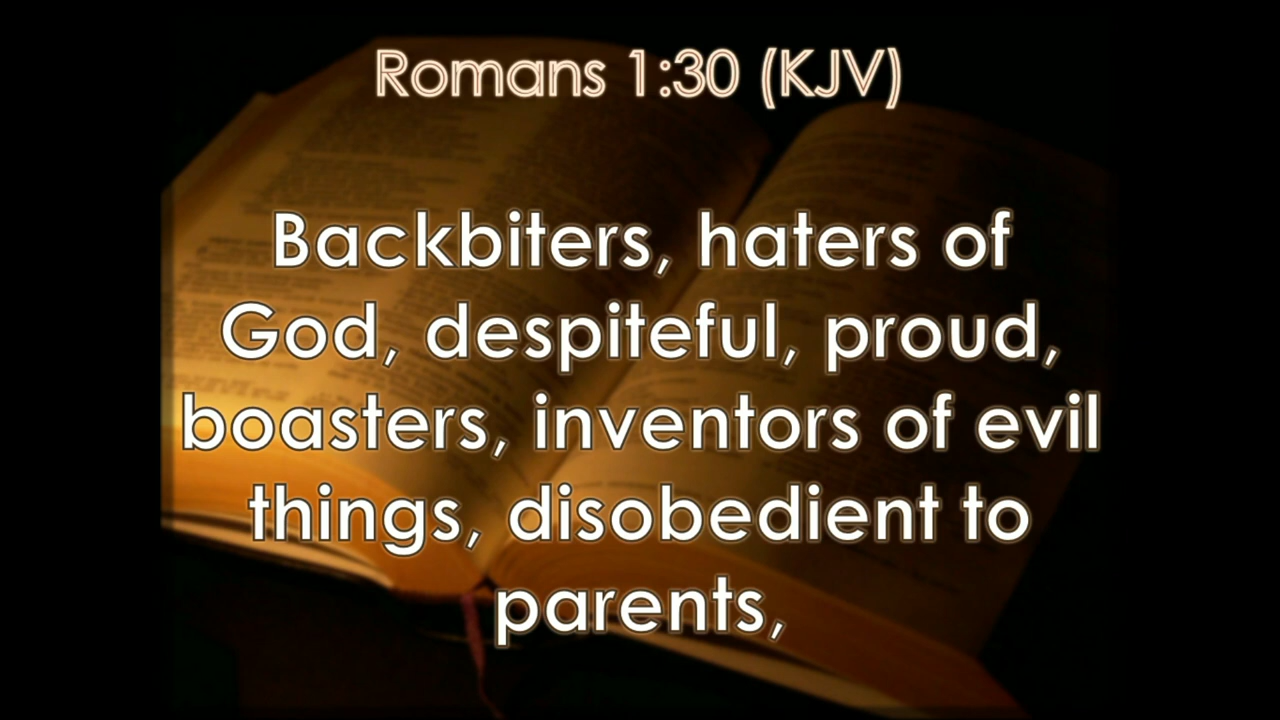 Romans 1:30 (KJV)
Backbiters, haters of
God, despiteful, proud,
boasters, inventors of evil
things, disobedient to
parents,